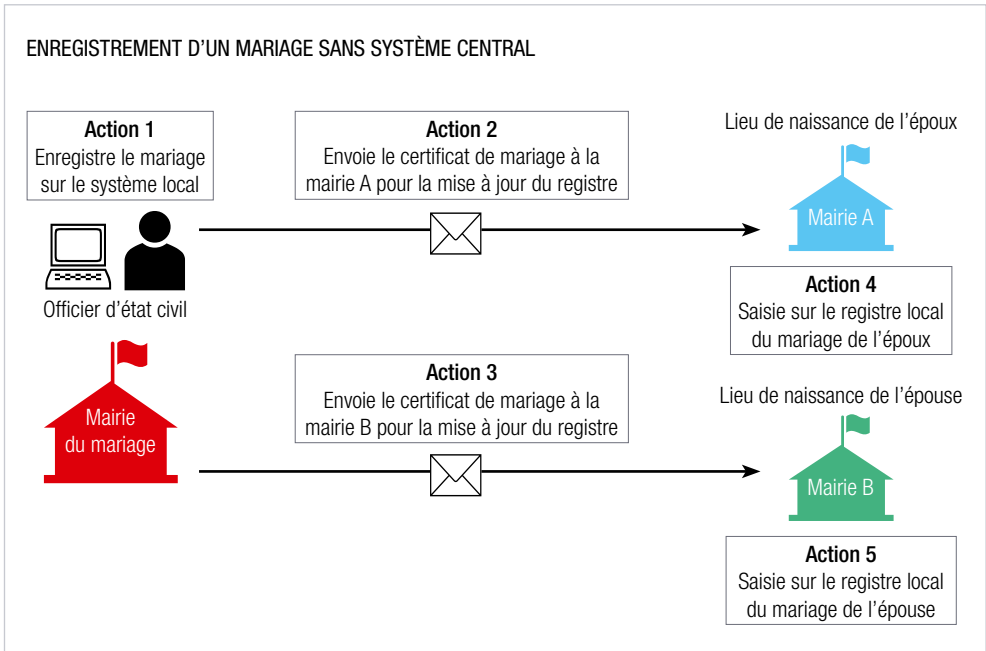 ENREGISTREMENT D'UN MARIAGE SANS SYSTÈME CENTRAL
Action 1
Enregistre le mariage
sur le système local
Officier d'état civil
Mairie
du mariage
Action 2
Envoie le certificat de mariage à la
mairie A pour la mise à jour du registre
Action 3
Envoie le certificat de mariage à la
mairie B pour la mise à jour du registre
Lieu de naissance de l'époux
Mairie A
Action 4
Saisie sur le registre local
du mariage de l'époux
Lieu de naissance de l'épouse
Mairie B
Action 5
Saisie sur le registre local
du mariage de l'épouse